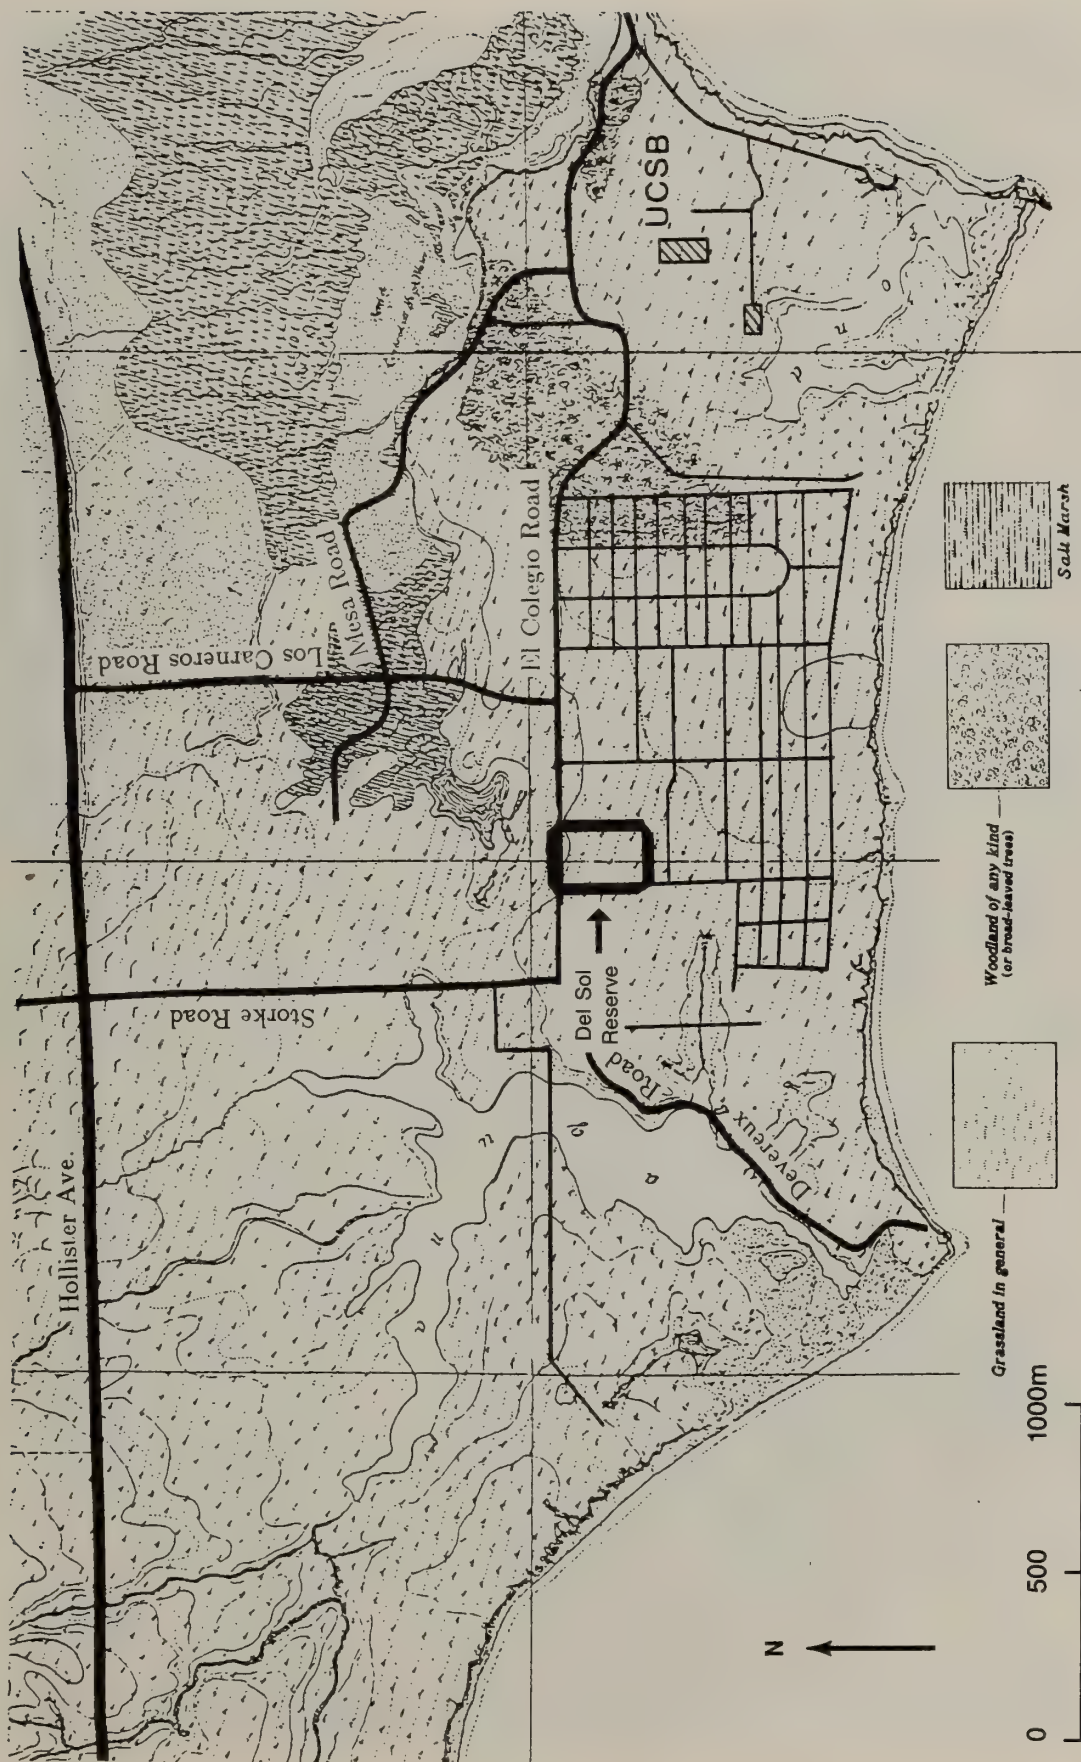 Hollister Ave.
Storke Road
Los Carneros Road
Mesa Road
El Colegio Road
UCSB
Del Sol
Reserve
Devereux Road
N
0 500 1000m
Grassland in general
Woodland of any kind
(or broad-leaved trees)
Salt Marsh